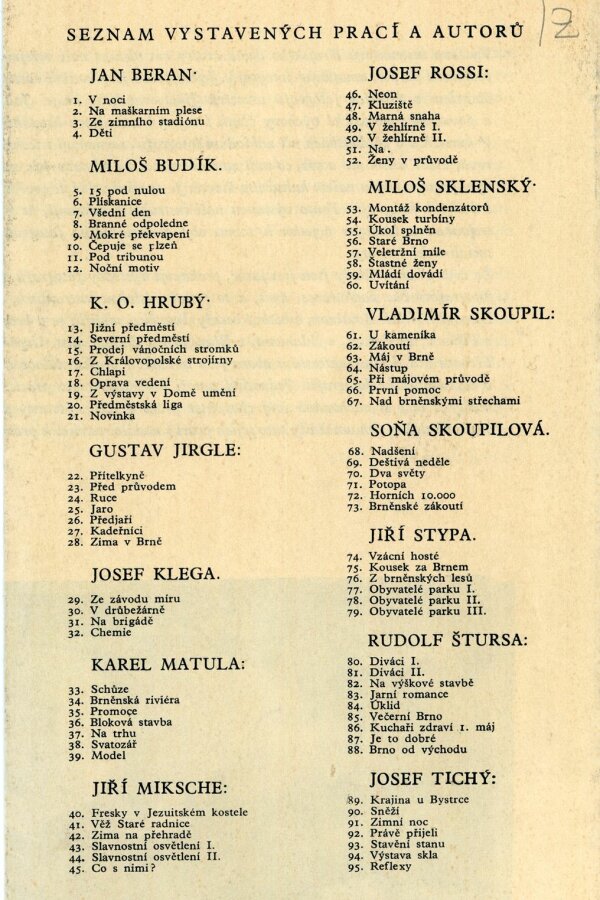 SEZNAM VYSTAVENÝCH PRACÍ A AUTORŮ
JAN BERAN.
1. V noci
2. Na maškarním plese
3. Ze zimního stadiónu
4. Děti
MILOŠ BUDÍK.
5. 15 pod nulou
6. Plískanice
7. Všední den
8. Branné odpoledne
9. Mokré překvapení
10. Čepuje se plzeň
11. Pod tribunou
12. Noční motiv
K. O. HRUBÝ.
13. Jižní předměstí
14. Severní předměstí
15. Prodej vánočních stromků
16. Z Královopolské strojírny
17. Chlapi
18. Oprava vedení
19. Z výstavy v Domě umění
20. Předměstská liga
21. Novinka
GUSTAV JIRGLE:
22. Přítelkyně
23. Před průvodem
24. Ruce
25. Jaro
26. Předjaří
27. Kadeřníci
28. Zima v Brně
JOSEF KLEGA.
29. Ze závodu míru
30. V drůbežárně
31. Na brigádě
32. Chemie
KAREL MATULA:
33. Schůze
34. Brněnská riviéra
35. Promoce
36. Bloková stavba
37. Na trhu
38. Svatozář
39. Model
JIŘÍ MIKSCHE:
40. Fresky v Jezuitském kostele
41. Věž Staré radnice
42. Zima na přehradě
43. Slavnostní osvětlení I.
44. Slavnostní osvětlení II.
45. Co s nimi?
JOSEF ROSSI:
46. Neon
47. Kluziště
48. Marná snaha
49. V žehlírně I.
50. V žehlírně II.
51. Na .
52. Ženy v průvodě
MILOŠ SKLENSKÝ.
53. Montáž kondenzátorů
54. Kousek turbíny
55. Úkol splněn
56. Staré Brno
57. Veletržní míle
58. Šťastné ženy
59. Mládí dovádí
60. Uvítání
VLADIMÍR SKOUPIL:
61. U kameníka
62. Zákoutí
63. Máj v Brně
64. Nástup
65. Při májovém průvodě
66. První pomoc
67. Nad brněnskými střechami
SOŇA SKOUPILOVÁ.
68. Nadšení
69. Deštivá neděle
70. Dva světy
71. Potopa
72. Horních 10.000
73. Brněnské zákoutí
JIŘÍ STYPA.
74. Vzácní hosté
75. Kousek za Brnem
76. Z brněnských lesů
77. Obyvatelé parku I.
78. Obyvatelé parku II.
79. Obyvatelé parku III.
RUDOLF ŠTURSA:
80. Diváci I.
81. Diváci II.
82. Na výškové stavbě
83. Jarní romance
84. Úklid
85. Večerní Brno
86. Kuchaři zdraví 1. máj
87. Je to dobré
88. Brno od východu
JOSEF TICHÝ:
89. Krajina u Bystrce
90. Sněží
91. Zimní noc
92. Právě přijeli
93. Stavění stanu
94. Výstava skla
95. Reflexy